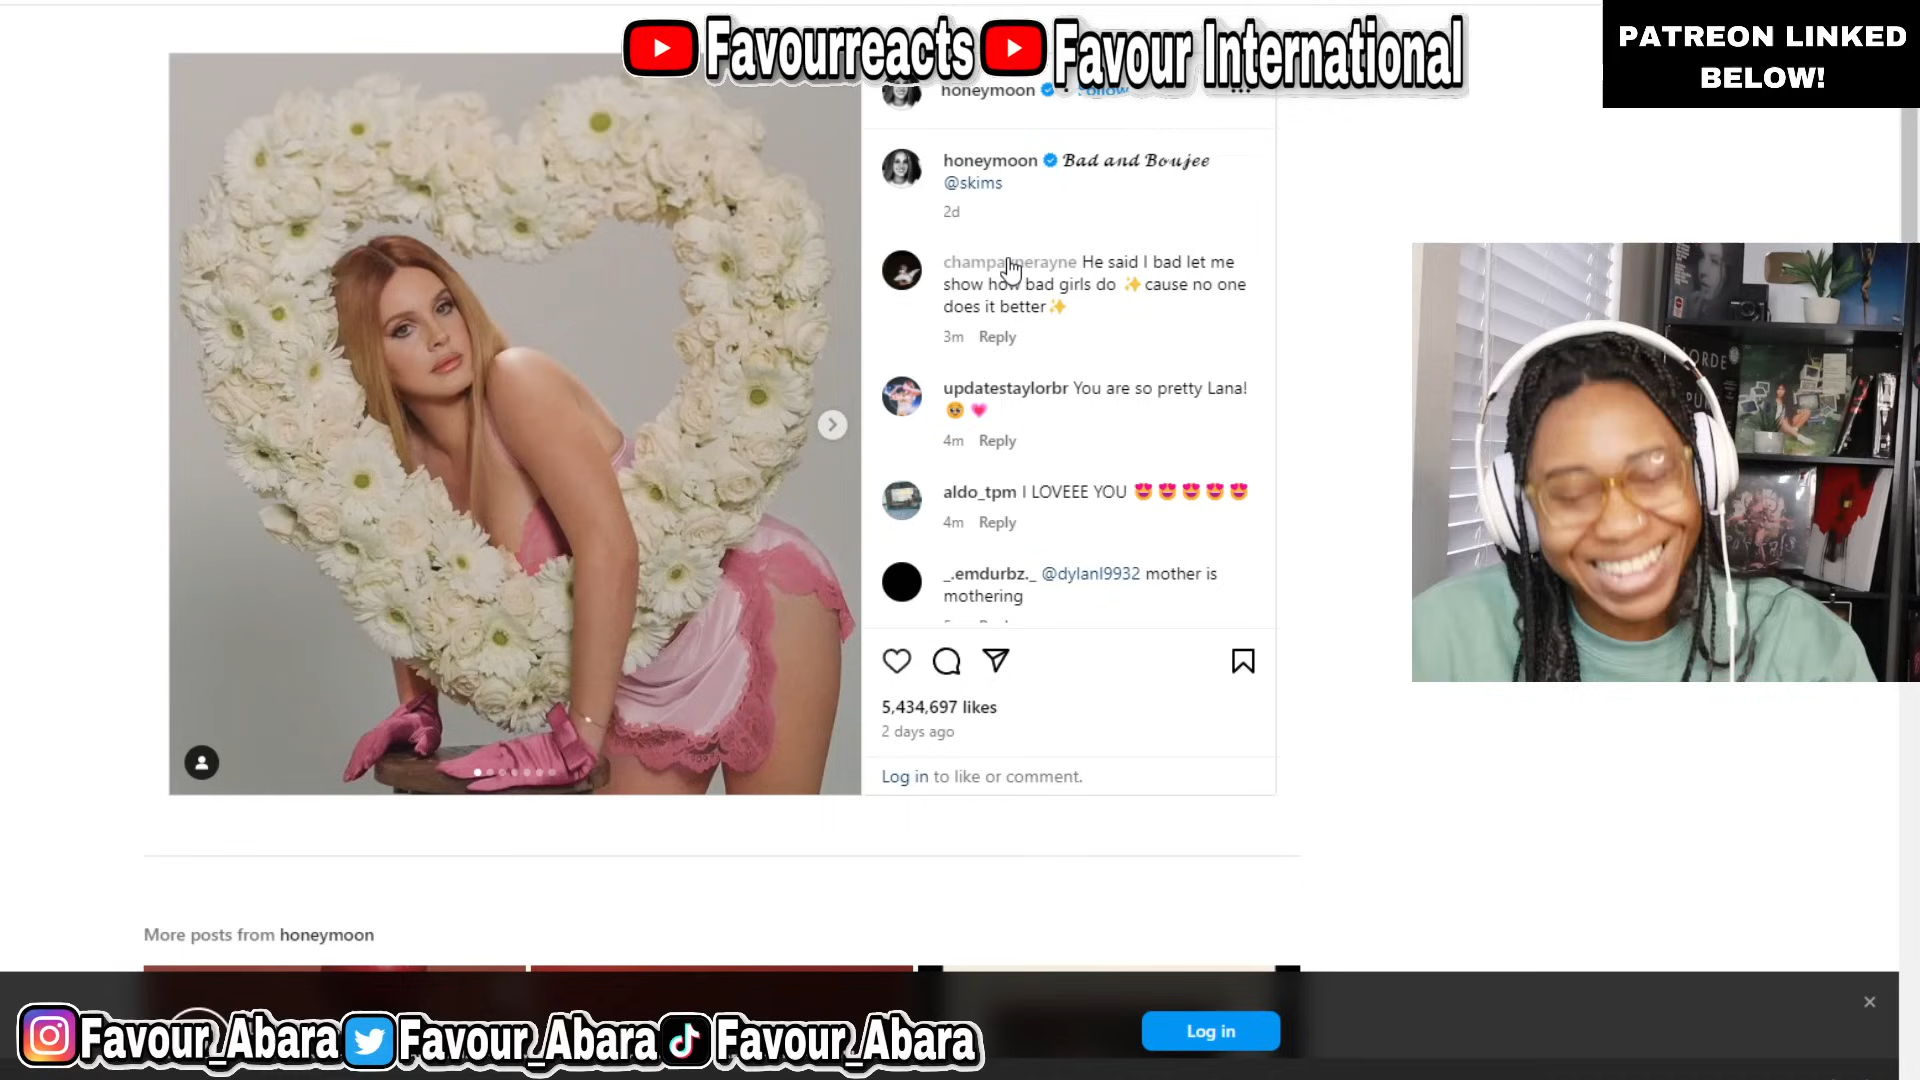 Favourreacts Favour International
PATREON LINKED
BELOW!
honeymoon • Follow
honeymoon Bad and Boujee
@skims
2d
He said I bad let me
show how bad girls do ✨cause no one
does it better✨
3m Reply
updatestaylorbr You are so pretty Lana!
🥹 💗
4m Reply
aldo_tpm I LOVEEE YOU 😍 😍 😍 😍 😍
4m Reply
_.emdurbz._ @dylanl9932 mother is
mothering
5,434,697 likes
2 days ago
Log in to like or comment.
More posts from honeymoon
Log in
Favour_Abara Favour_Abara Favour_Abara